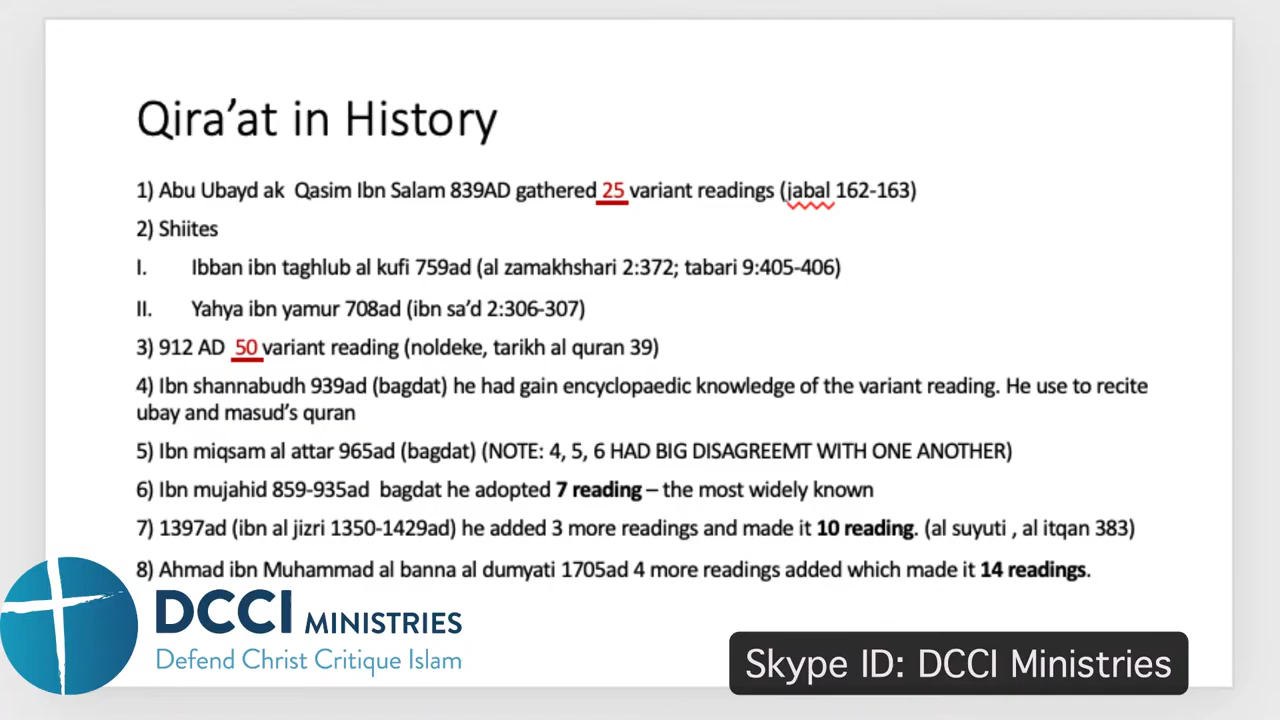 Qira’at in History
1) Abu Ubayd ak Qasim Ibn Salam 839AD gathered 25 variant readings (jabal 162-163)
2) Shiites
I. Ibban ibn taghlub al kufi 759ad (al zamakhshari 2:372; tabari 9:405-406)
II. Yahya ibn yamur 708ad (ibn sa’d 2:306-307)
3) 912 AD 50 variant reading (noldeke, tarikh al quran 39)
4) Ibn shannabudh 939ad (bagdat) he had gain encyclopaedic knowledge of the variant reading. He use to recite
ubay and masud’s quran
5) Ibn miqsam al attar 965ad (bagdat) (NOTE: 4, 5, 6 HAD BIG DISAGREEMT WITH ONE ANOTHER)
6) Ibn mujahid 859-935ad bagdat he adopted 7 reading – the most widely known
7) 1397ad (ibn al jizri 1350-1429ad) he added 3 more readings and made it 10 reading. (al suyuti , al itqan 383)
8) Ahmad ibn Muhammad al banna al dumyati 1705ad 4 more readings added which made it 14 readings.
DCCI MINISTRIES
Defend Christ Critique Islam
Skype ID: DCCI Ministries